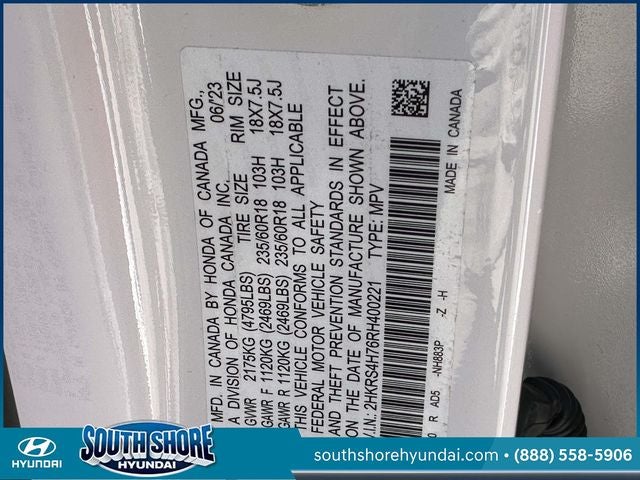 MFD. IN CANADA BY HONDA OF CANADA MFG.,
A DIVISION OF HONDA CANADA INC. 06/'23
TIRE SIZE RIM SIZE
GVWR 2175KG (4795LBS)
GAWR F 1120KG (2469LBS) 235/60R18 103H 18X7.5J
GAWR R 1120KG (2469LBS) 235/60R18 103H 18X7.5J
THIS VEHICLE CONFORMS TO ALL APPLICABLE
FEDERAL MOTOR VEHICLE SAFETY
AND THEFT PREVENTION STANDARDS IN EFFECT
ON THE DATE OF MANUFACTURE SHOWN ABOVE.
V.I.N.: 2HKRS4H76RH400221 TYPE: MPV
0 R AD5 -NH883P -Z -H
MADE IN CANADA
HYUNDAI
SOUTH SHORE
HYUNDAI
southshorehyundai.com • (888) 558-5906